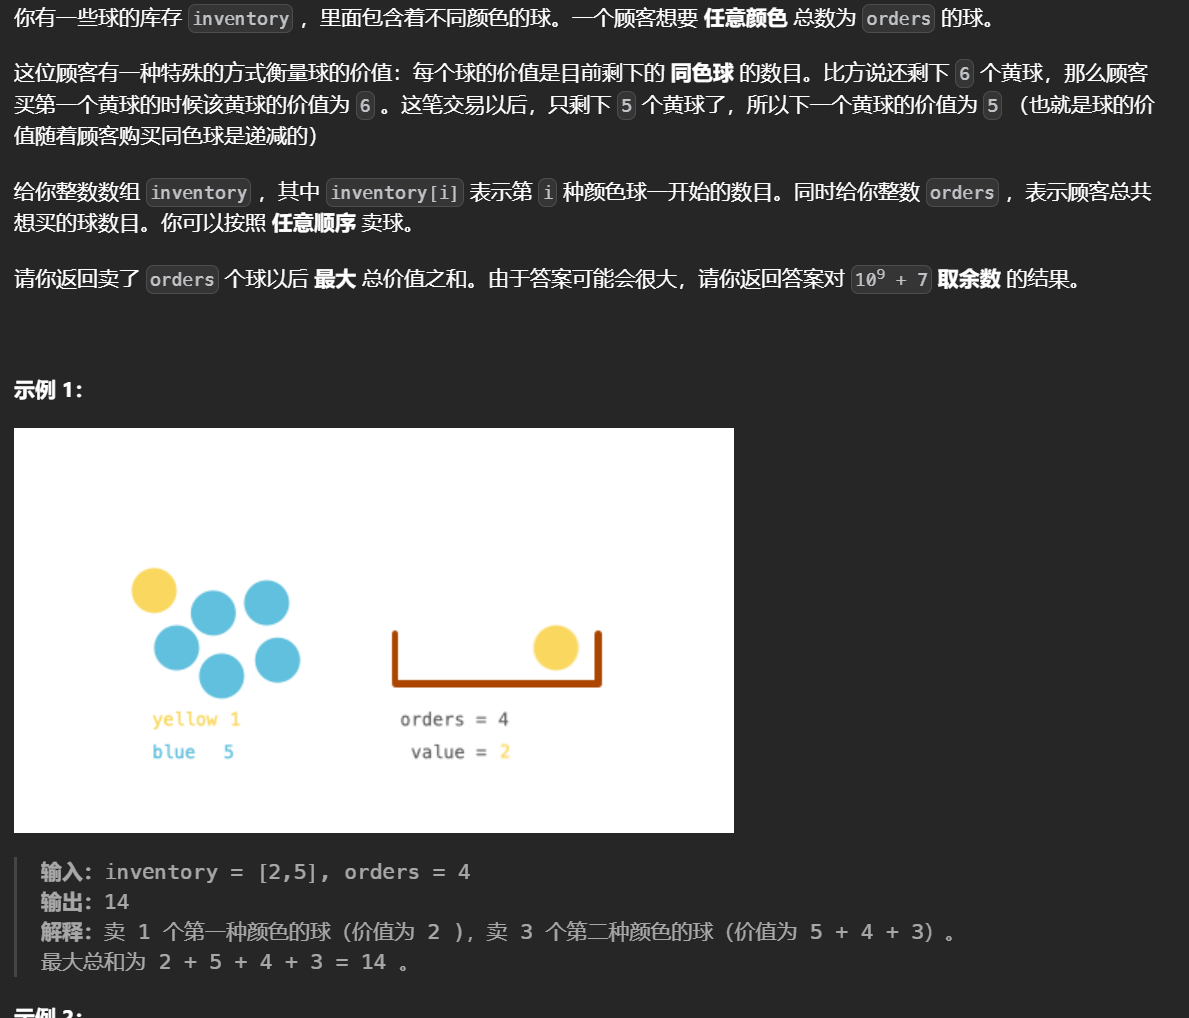 你有一些球的库存 inventory ，里面包含着不同颜色的球。一个顾客想要 任意颜色 总数为 orders 的球。
这位顾客有一种特殊的方式衡量球的价值：每个球的价值是目前剩下的 同色球 的数目。比方说还剩下 6 个黄球，那么顾客
买第一个黄球的时候该黄球的价值为 6 。这笔交易以后，只剩下 5 个黄球了，所以下一个黄球的价值为 5 （也就是球的价
值随着顾客购买同色球是递减的）
给你整数数组 inventory ，其中 inventory[i] 表示第 i 种颜色球一开始的数目。同时给你整数 orders ，表示顾客总共
想买的球数目。你可以按照 任意顺序 卖球。
请你返回卖了 orders 个球以后 最大 总价值之和。由于答案可能会很大，请你返回答案对 10⁹ + 7 取余数 的结果。
示例 1：
yellow 1
blue 5
orders = 4
value = 2
输入：inventory = [2,5], orders = 4
输出：14
解释：卖 1 个第一种颜色的球（价值为 2 )，卖 3 个第二种颜色的球（价值为 5 + 4 + 3）。
最大总和为 2 + 5 + 4 + 3 = 14 。
示例 2：